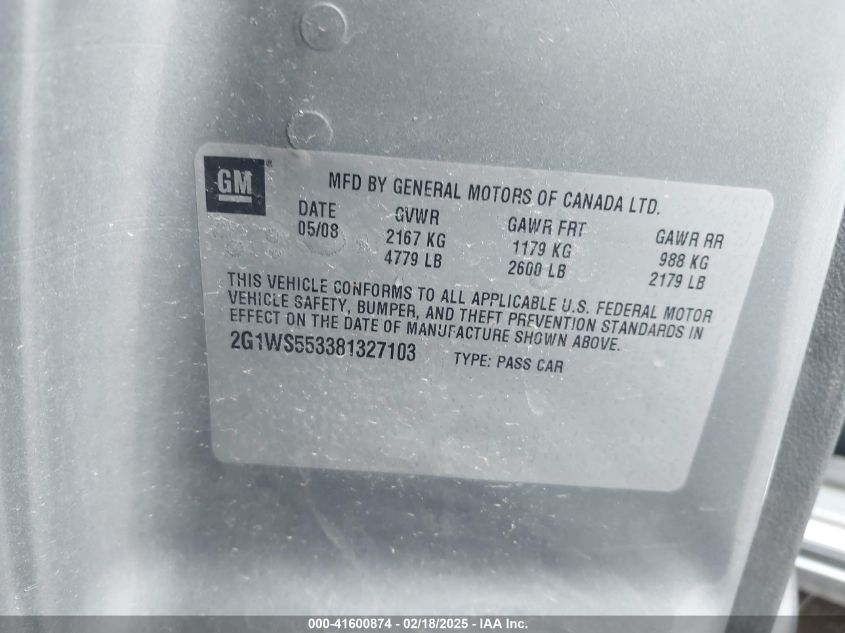 GM®
MFD BY GENERAL MOTORS OF CANADA LTD.
DATE GVWR GAWR FRT GAWR RR
05/08 2167 KG 1179 KG 988 KG
4779 LB 2600 LB 2179 LB
THIS VEHICLE CONFORMS TO ALL APPLICABLE U.S. FEDERAL MOTOR
VEHICLE SAFETY, BUMPER, AND THEFT PREVENTION STANDARDS IN
EFFECT ON THE DATE OF MANUFACTURE SHOWN ABOVE.
2G1WS553381327103 TYPE: PASS CAR
000-41600874 - 02/18/2025 - IAA Inc.